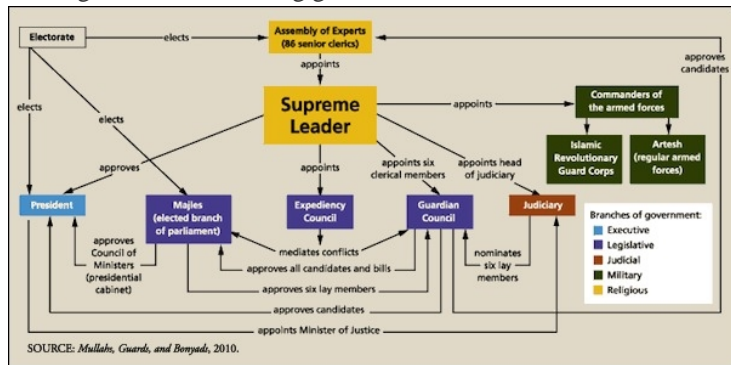 Electorate
elects
Assembly of Experts
(86 senior clerics)
approves
candidates
appoints
elects
elects
Supreme
Leader
appoints
Commanders of
the armed forces
Islamic
Revolutionary
Guard Corps
Artesh
(regular armed
forces)
approves
appoints
appoints six
clerical members
appoints head
of judiciary
President
Majles
(elected branch
of parliament)
Expediency
Council
Guardian
Council
Judiciary
Branches of government:
Executive
Legislative
Judicial
Military
Religious
approves
Council of
Ministers
(presidential
cabinet)
mediates conflicts
nominates
six lay
members
approves all candidates and bills
approves six lay members
approves candidates
appoints Minister of Justice
SOURCE: Mullahs, Guards, and Bonyads, 2010.